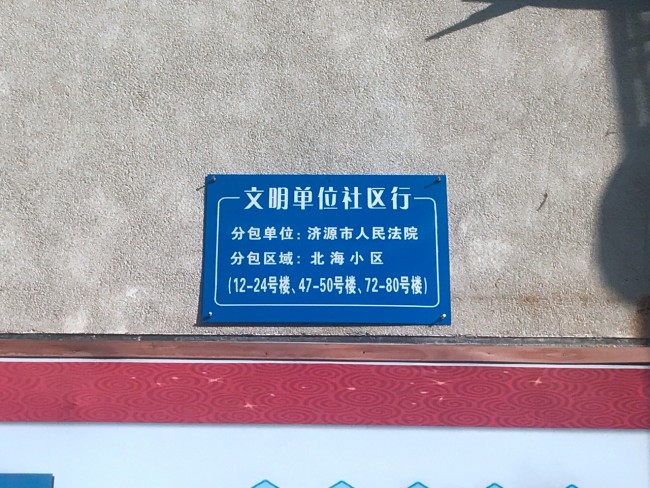 文明单位社区行
分包单位：济源市人民法院
分包区域：北海小区
(12-24号楼、47-50号楼、72-80号楼)